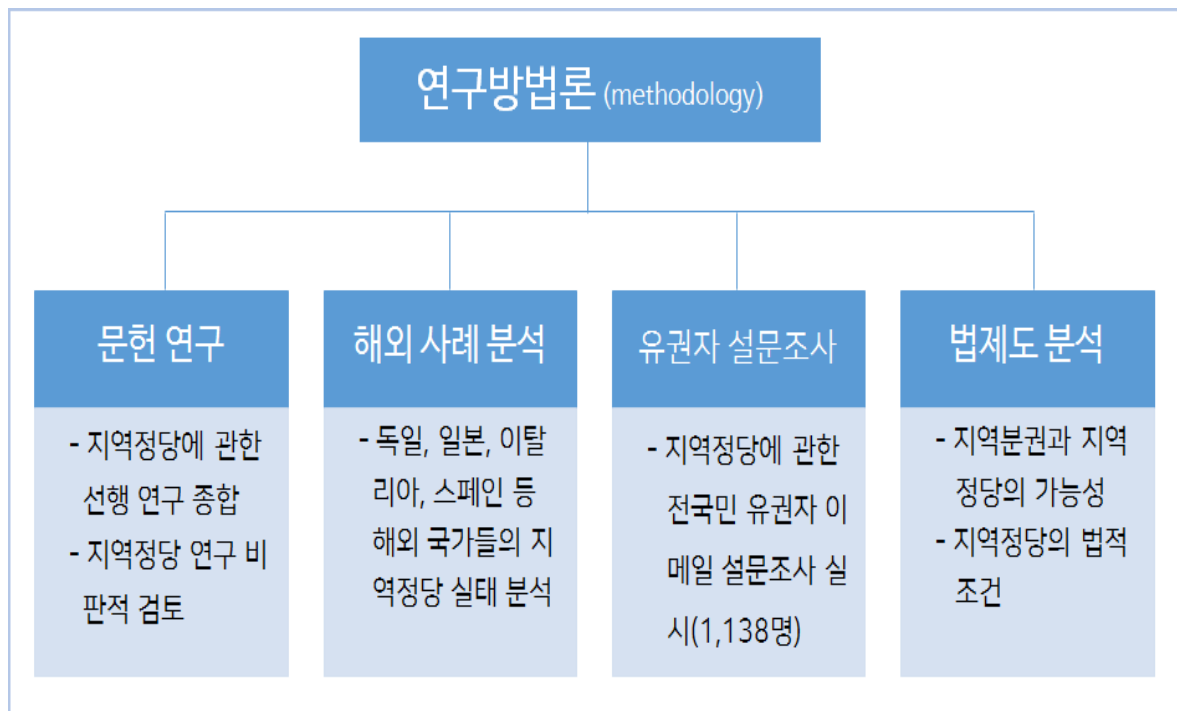 연구방법론 (methodology)
문헌 연구
- 지역정당에 관한
선행 연구 종합
- 지역정당 연구 비
판적 검토
해외 사례 분석
- 독일, 일본, 이탈
리아, 스페인 등
해외 국가들의 지
역정당 실태 분석
유권자 설문조사
- 지역정당에 관한
전국민 유권자 이
메일 설문조사 실
시(1,138명)
법제도 분석
- 지역분권과 지역
정당의 가능성
- 지역정당의 법적
조건